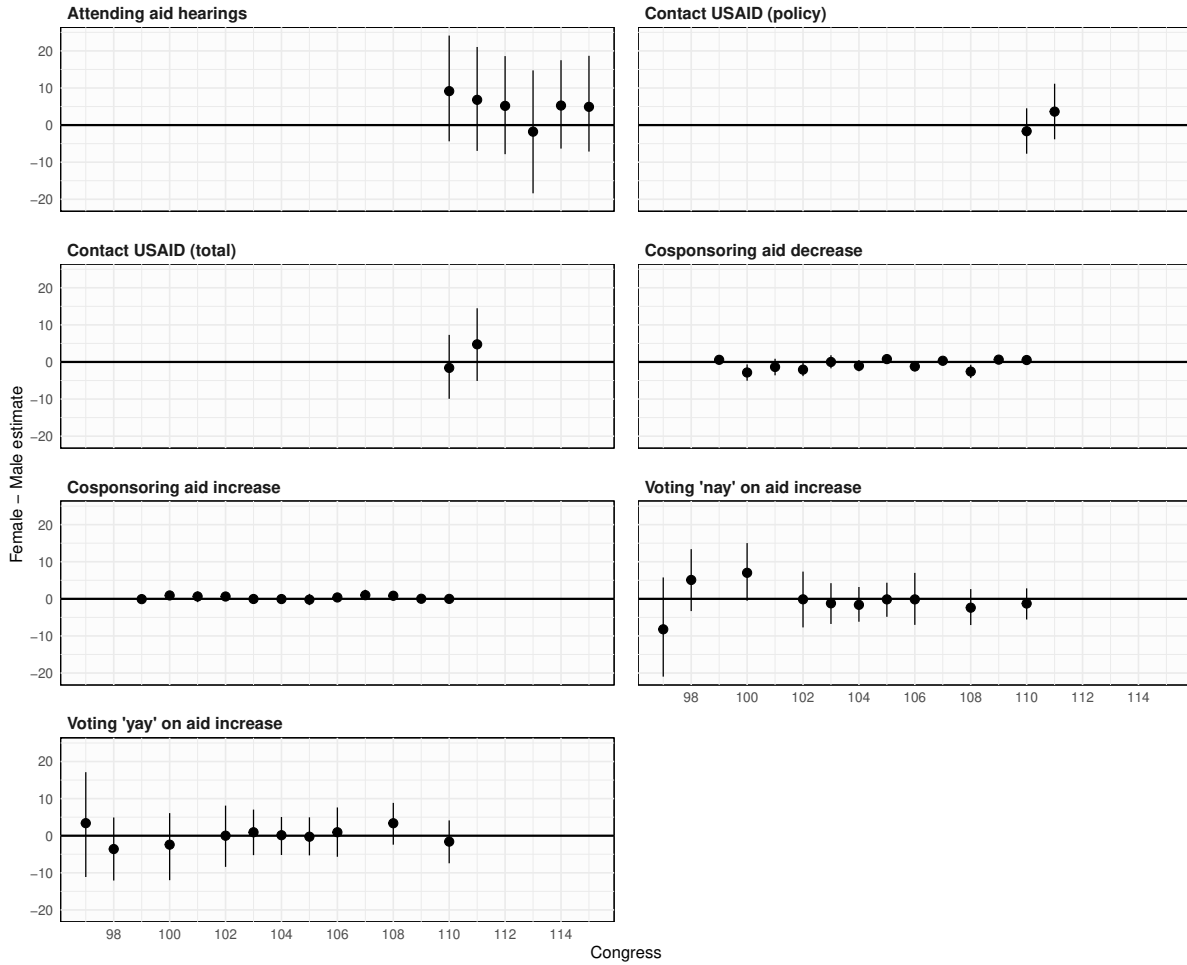 Attending aid hearings
Contact USAID (policy)
20
10
0
−10
−20
Contact USAID (total)
Cosponsoring aid decrease
20
10
0
−10
−20
Female − Male estimate
Cosponsoring aid increase
Voting 'nay' on aid increase
20
10
0
−10
−20
98 100 102 104 106 108 110 112 114
Voting 'yay' on aid increase
20
10
0
−10
−20
98 100 102 104 106 108 110 112 114
Congress